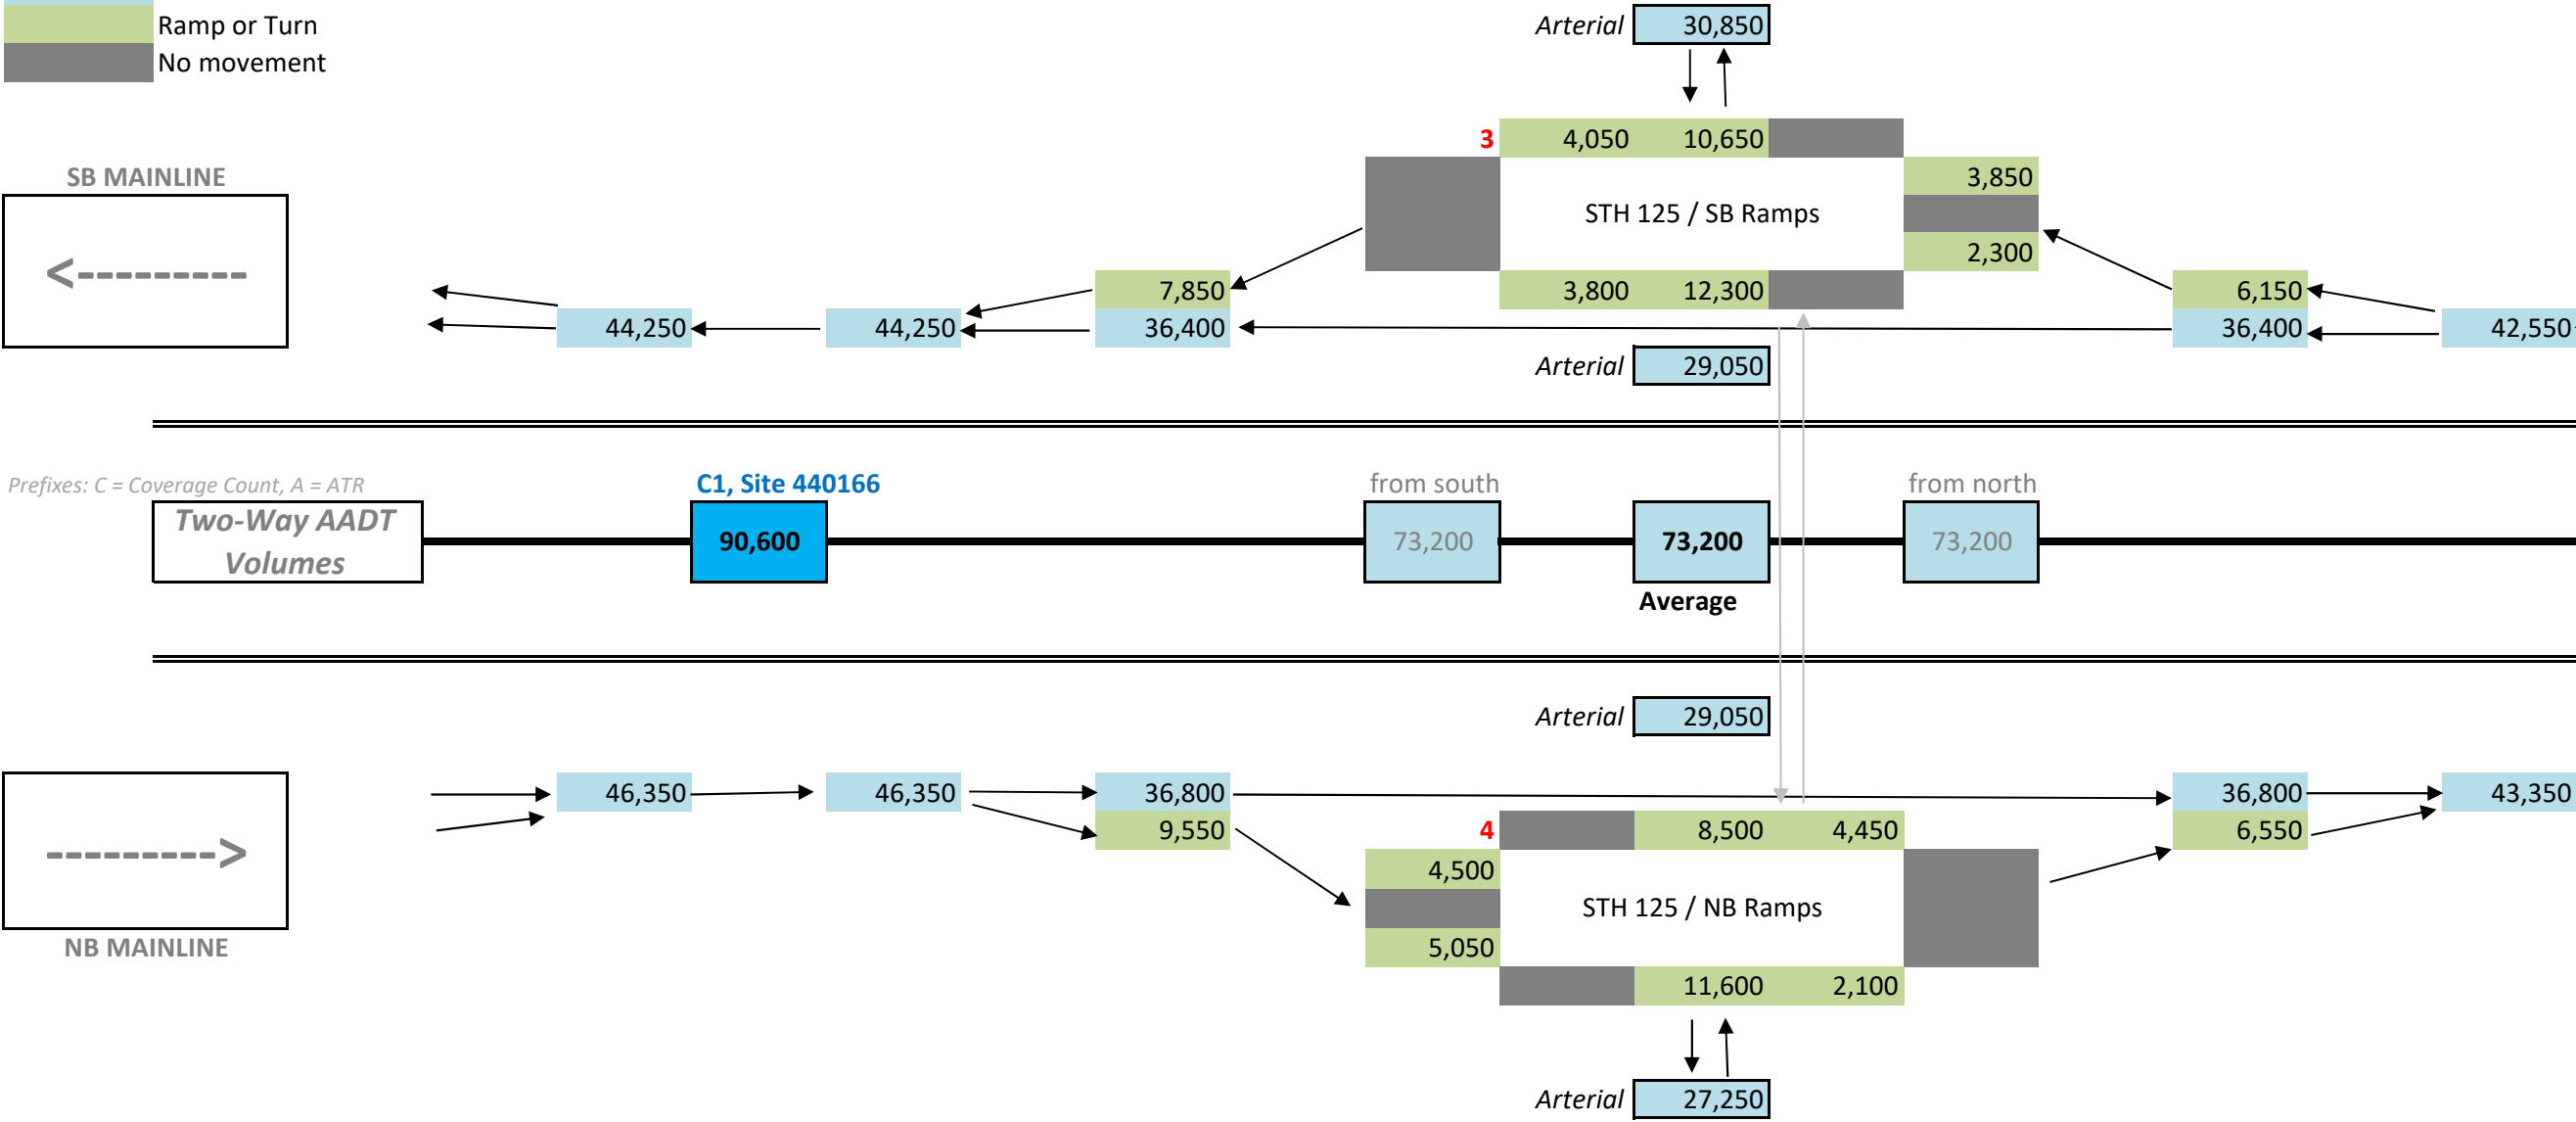 Ramp or Turn
No movement
Arterial 30,850
3 4,050 10,650
SB MAINLINE
3,850
STH 125 / SB Ramps
<---------
2,300
7,850 3,800 12,300 6,150
44,250 44,250 36,400 36,400 42,550
Arterial 29,050
Prefixes: C = Coverage Count, A = ATR
C1, Site 440166
from south
from north
Two-Way AADT
Volumes
90,600 73,200 73,200 73,200
Average
Arterial 29,050
46,350 46,350 36,800 36,800 43,350
9,550 4 8,500 4,450 6,550
--------->
4,500
STH 125 / NB Ramps
NB MAINLINE
5,050
11,600 2,100
Arterial 27,250